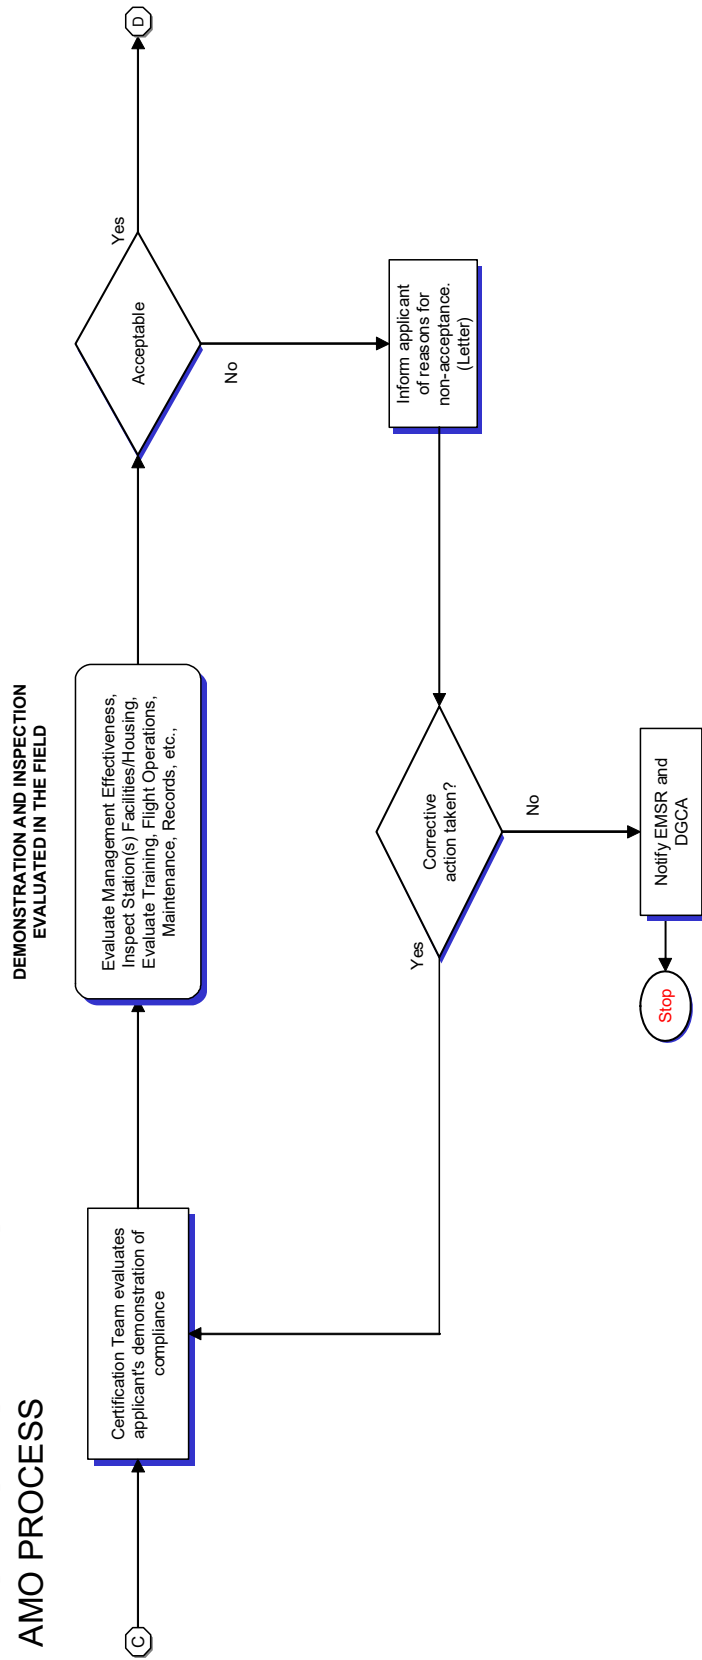 AMO PROCESS
DEMONSTRATION AND INSPECTION
EVALUATED IN THE FIELD
C
Certification Team evaluates
applicant's demonstration of
compliance
Evaluate Management Effectiveness,
Inspect Station(s) Facilities/Housing,
Evaluate Training, Flight Operations,
Maintenance, Records, etc.,
Acceptable
Yes
D
No
Inform applicant
of reasons for
non-acceptance.
(Letter)
Corrective
action taken?
Yes
No
Notify EMSR and
DGCA
Stop